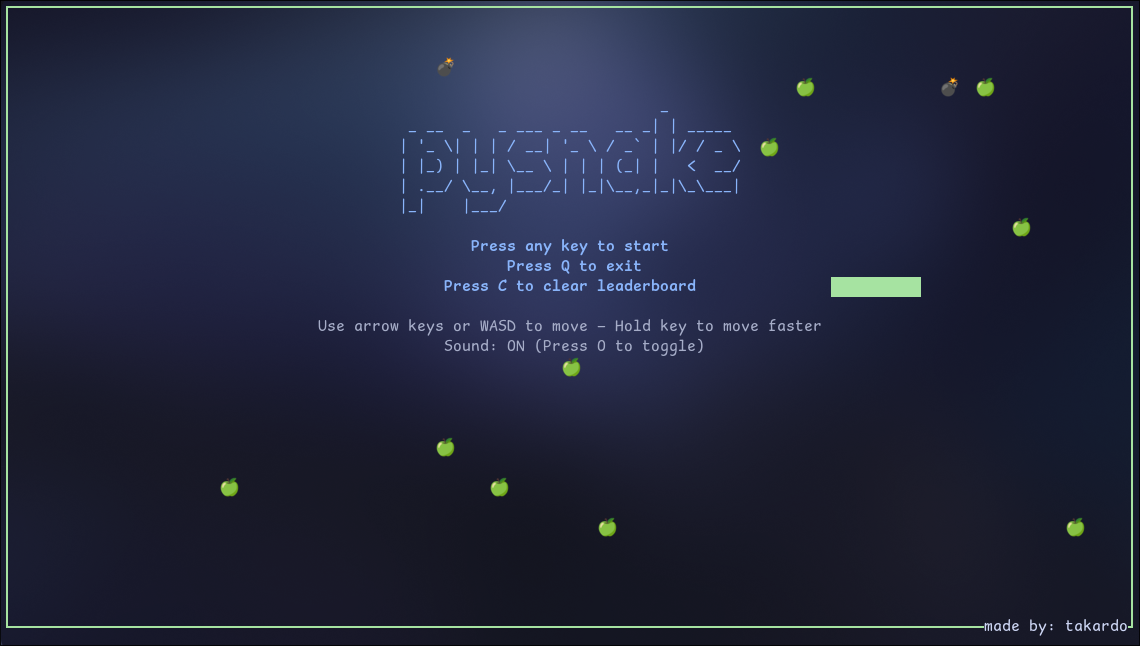 pysnake
Press any key to start
Press Q to exit
Press C to clear leaderboard
Use arrow keys or WASD to move – Hold key to move faster
Sound: ON (Press O to toggle)
made by: takardo